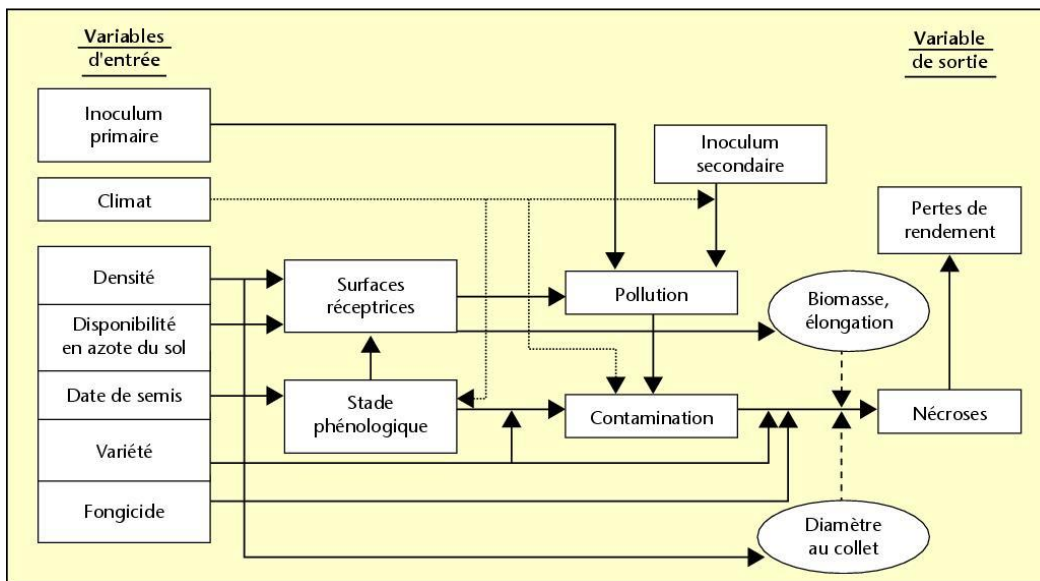 Variables
d'entrée
Variable
de sortie
Inoculum
primaire
Inoculum
secondaire
Climat
Pertes de
rendement
Densité
Surfaces
réceptrices
Pollution
Biomasse,
élongation
Disponibilité
en azote du sol
Date de semis
Stade
phénologique
Contamination
Nécroses
Variété
Fongicide
Diamètre
au collet